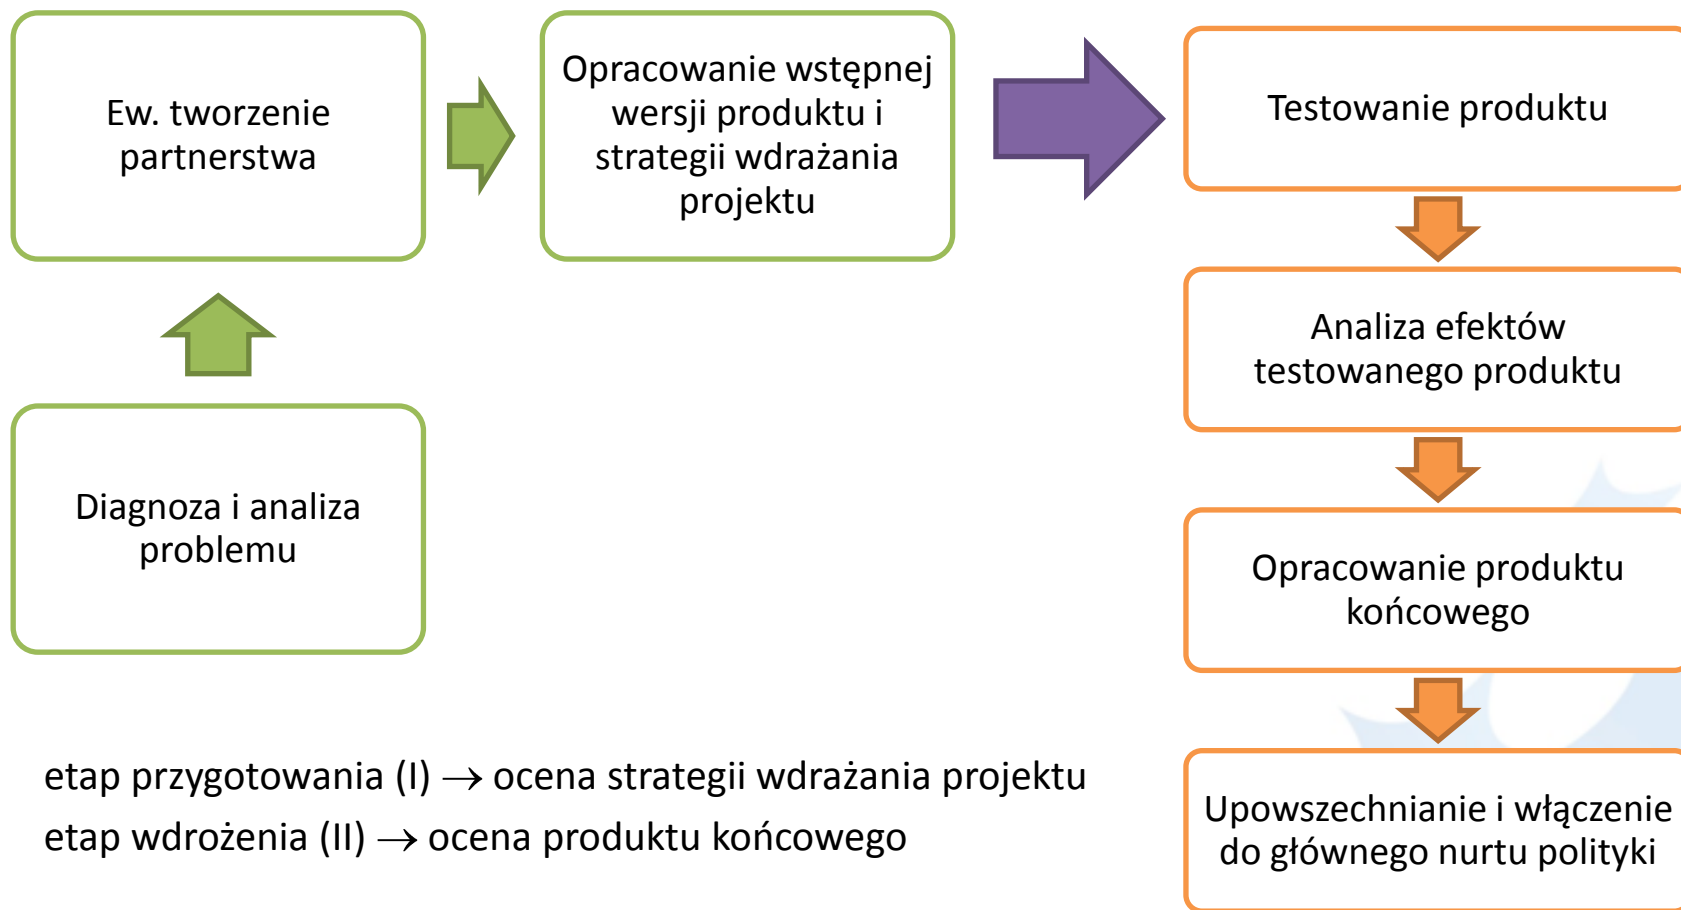 Ew. tworzenie
partnerstwa
Opracowanie wstępnej
wersji produktu i
strategii wdrażania
projektu
Testowanie produktu
Analiza efektów
testowanego produktu
Diagnoza i analiza
problemu
Opracowanie produktu
końcowego
Upowszechnianie i włączenie
do głównego nurtu polityki
etap przygotowania (I) → ocena strategii wdrażania projektu
etap wdrożenia (II) → ocena produktu końcowego